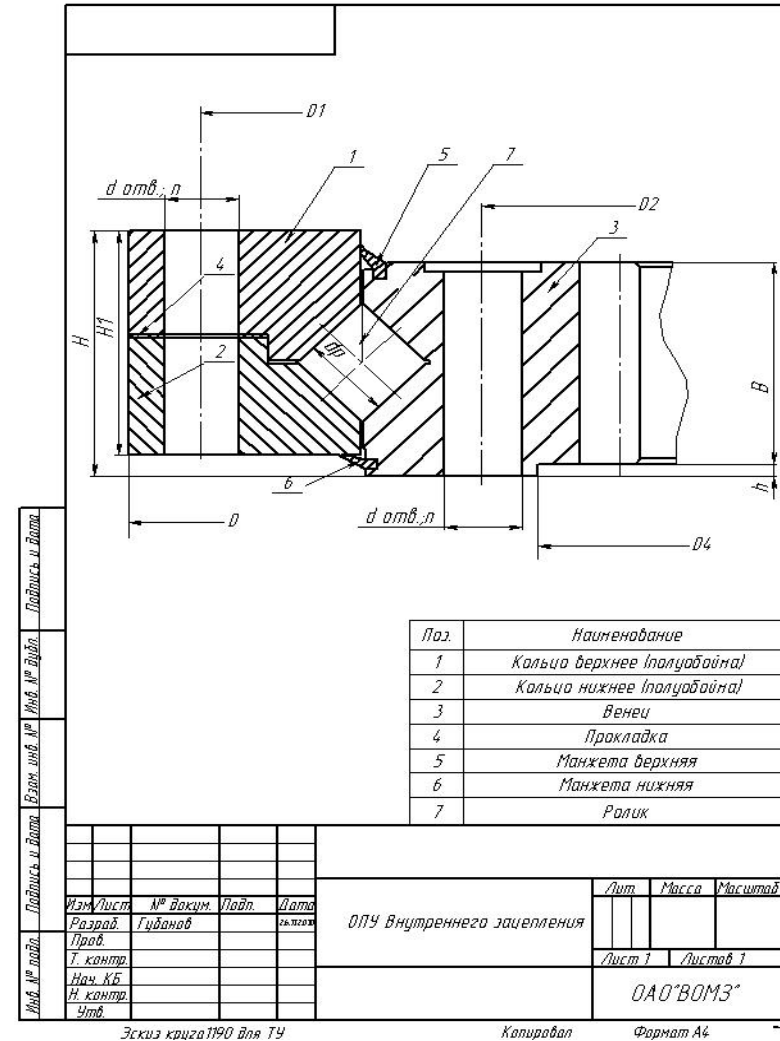 D1
1
5
7
d отв.; n
D2
3
4
H
H1
dp
2
B
6
h
D
d отв.;n
D4
Поз.	Наименование
1	Кольцо верхнее (полуобойма)
2	Кольцо нижнее (полуобойма)
3	Венец
4	Прокладка
5	Манжета верхняя
6	Манжета нижняя
7	Ролик
Подпись и дата
Инв. № дубл.
Взам. инв. №
Подпись и дата
Инв. № подл.
Изм Лист № докум. Подп. Дата
Разраб. Губанов
Пров.
Т. контр.
Нач. КБ
Н. контр.
Утв.
ОПУ Внутреннего зацепления
Лит. Масса Масштаб
Лист 1 Листов 1
ОАО"ВОМЗ"
Эскиз круга1190 для ТУ
Копировал
Формат А4